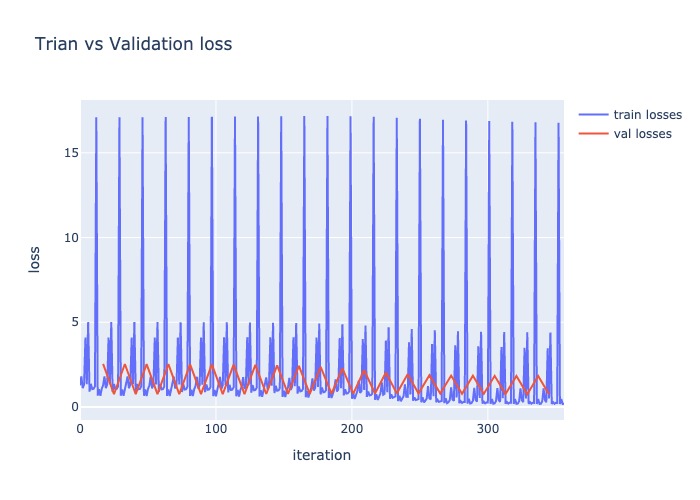 Trian vs Validation loss
train losses
val losses
15
10
5
0
loss
0
100
200
300
iteration